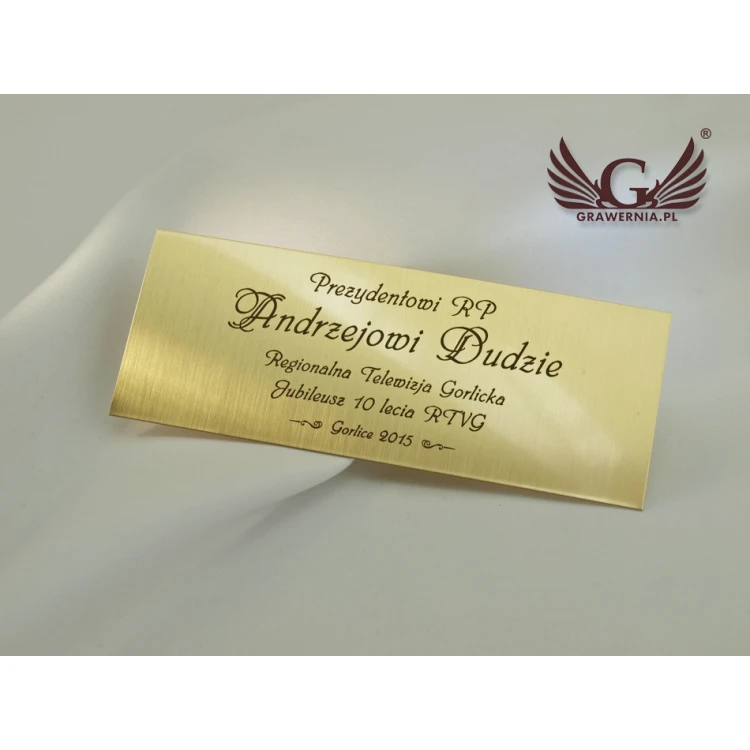 G
®
GRAWERNIA.PL
Prezydentowi RP
Andrzejowi Dudzie
Regionalna Telewizja Gorlicka
Jubileusz 10 lecia RTVG
Gorlice 2015